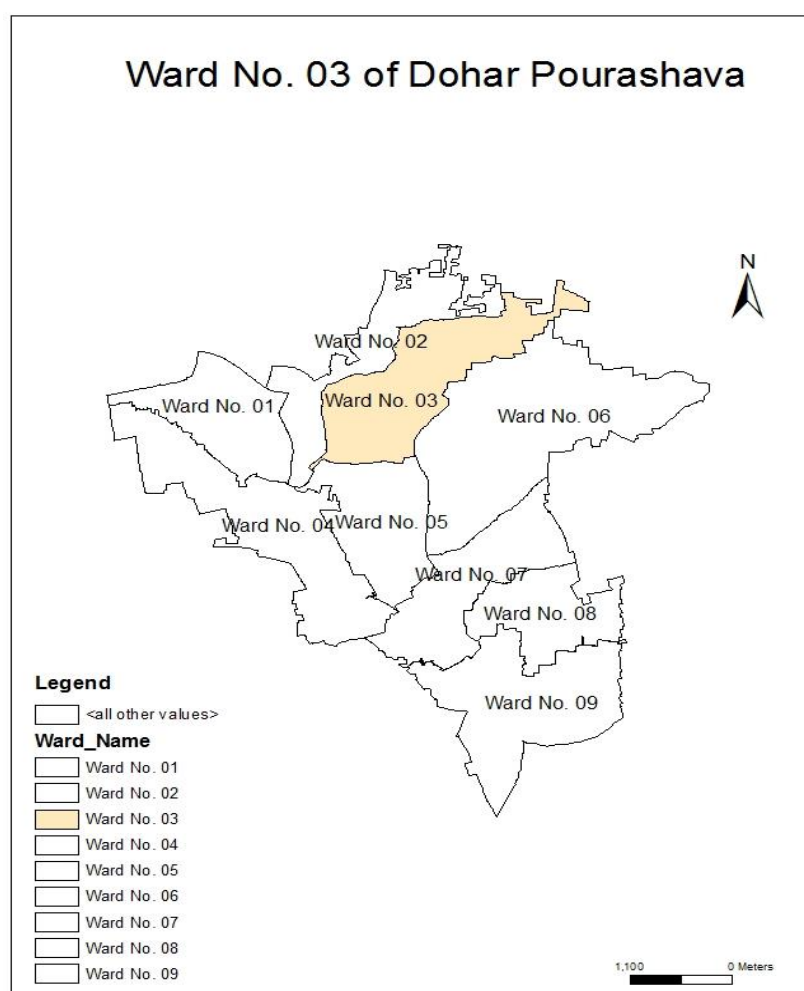 Ward No. 03 of Dohar Pourashava
N
Ward No. 02
Ward No. 01
Ward No. 03
Ward No. 06
Ward No. 04
Ward No. 05
Ward No. 07
Ward No. 08
Ward No. 09
Legend
<all other values>
Ward_Name
Ward No. 01
Ward No. 02
Ward No. 03
Ward No. 04
Ward No. 05
Ward No. 06
Ward No. 07
Ward No. 08
Ward No. 09
1,100 0 Meters